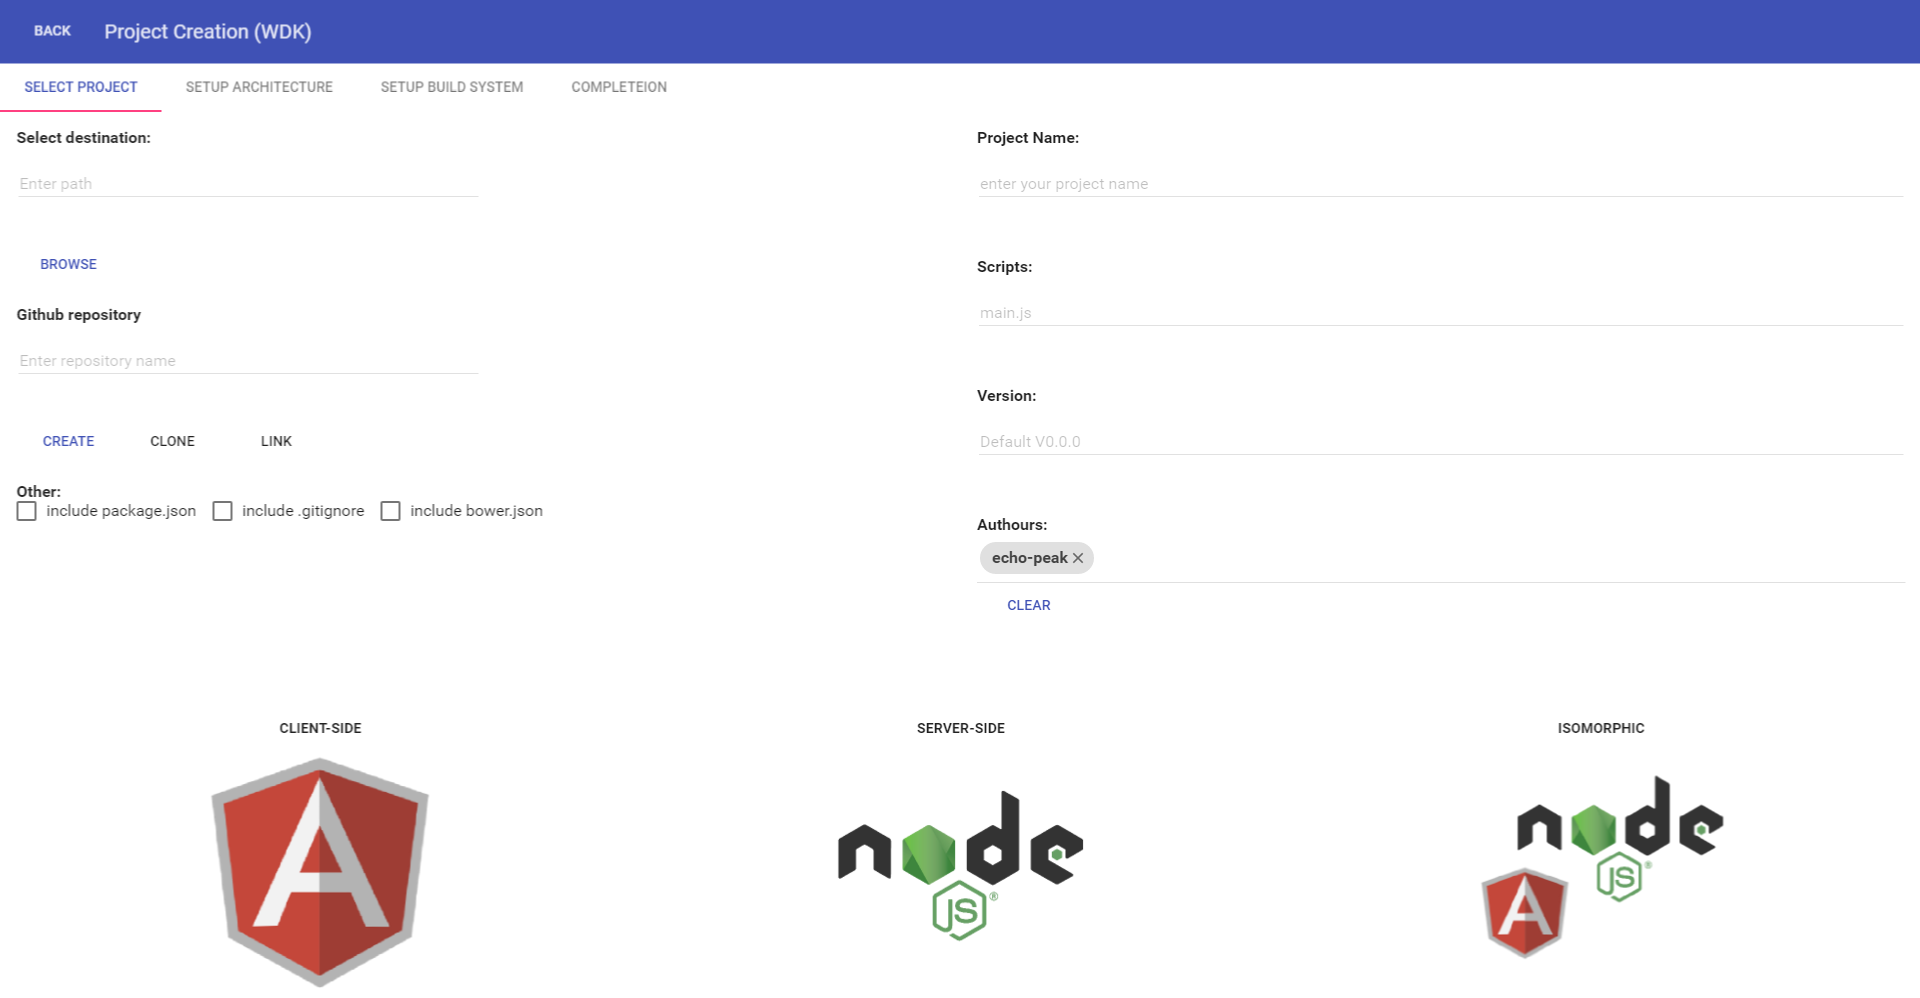 BACK Project Creation (WDK)
SELECT PROJECT SETUP ARCHITECTURE SETUP BUILD SYSTEM COMPLETEION
Select destination:
Enter path
BROWSE
Github repository
Enter repository name
CREATE CLONE LINK
Other:
include package.json include .gitignore include bower.json
Project Name:
enter your project name
Scripts:
main.js
Version:
Default V0.0.0
Authours:
echo-peak
CLEAR
CLIENT-SIDE
A
SERVER-SIDE
node
JS®
ISOMORPHIC
node
JS®
A